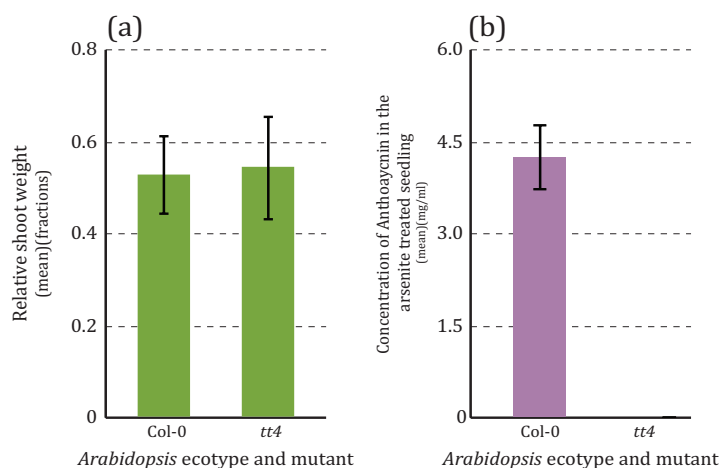 (a)
0.8
0.6
0.4
0.2
0
Relative shoot weight
(mean)(fractions)
Col-0 tt4
Arabidopsis ecotype and mutant
(b)
6.0
4.5
3.0
1.5
0
Concentration of Anthoaycnin in the
arsenite treated seedling
(mean)(mg/ml)
Col-0 tt4
Arabidopsis ecotype and mutant